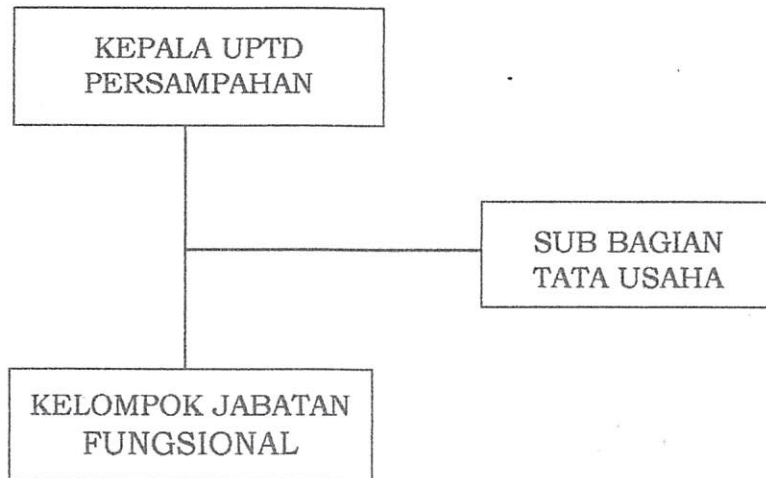 KEPALA UPTD
PERSAMPAHAN
SUB BAGIAN
TATA USAHA
KELOMPOK JABATAN
FUNGSIONAL